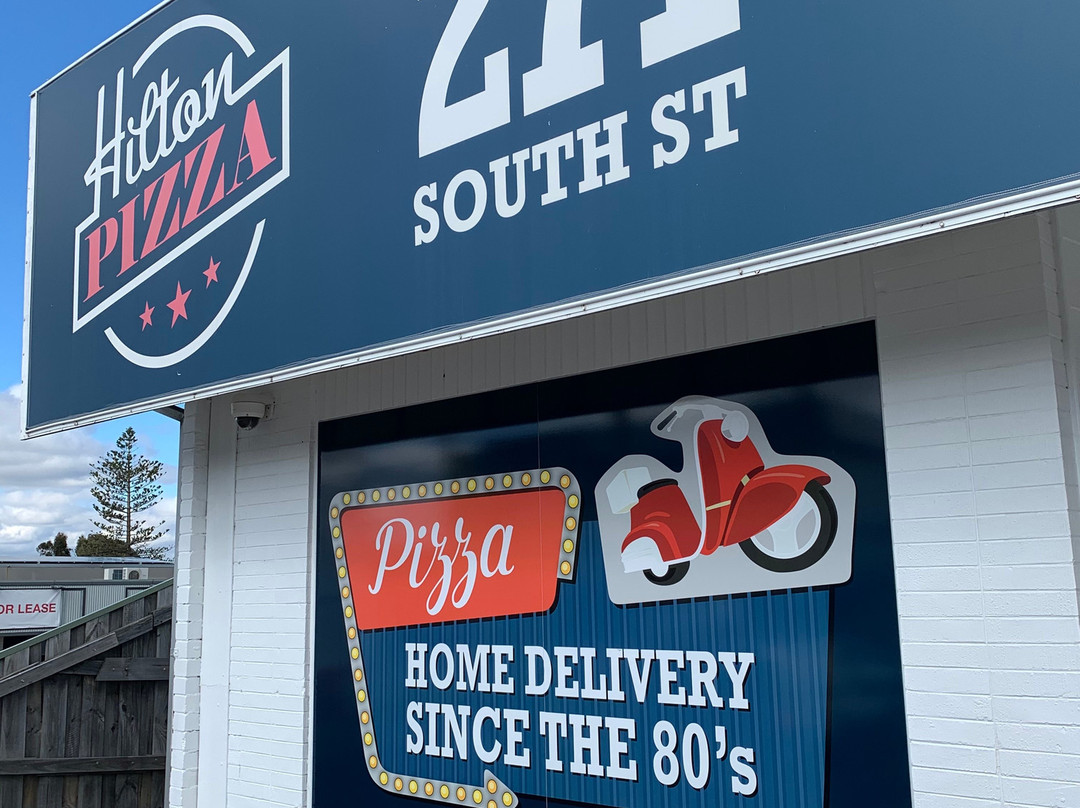 Hilton
PIZZA
SOUTH ST
OR LEASE
Pizza
HOME DELIVERY
SINCE THE 80's